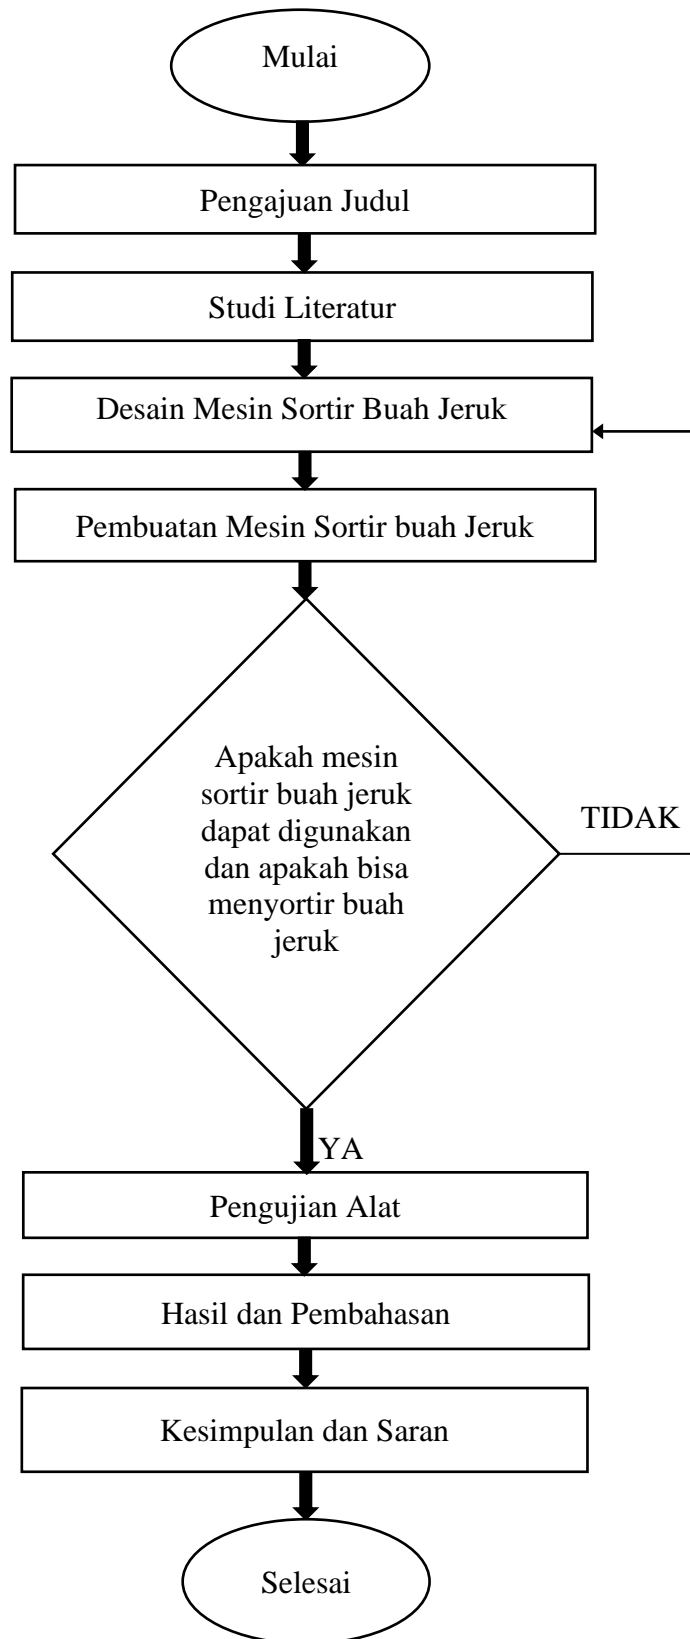 Mulai
Pengajuan Judul
Studi Literatur
Desain Mesin Sortir Buah Jeruk
Pembuatan Mesin Sortir buah Jeruk
Apakah mesin
sortir buah jeruk
dapat digunakan
dan apakah bisa
menyortir buah
jeruk
TIDAK
YA
Pengujian Alat
Hasil dan Pembahasan
Kesimpulan dan Saran
Selesai